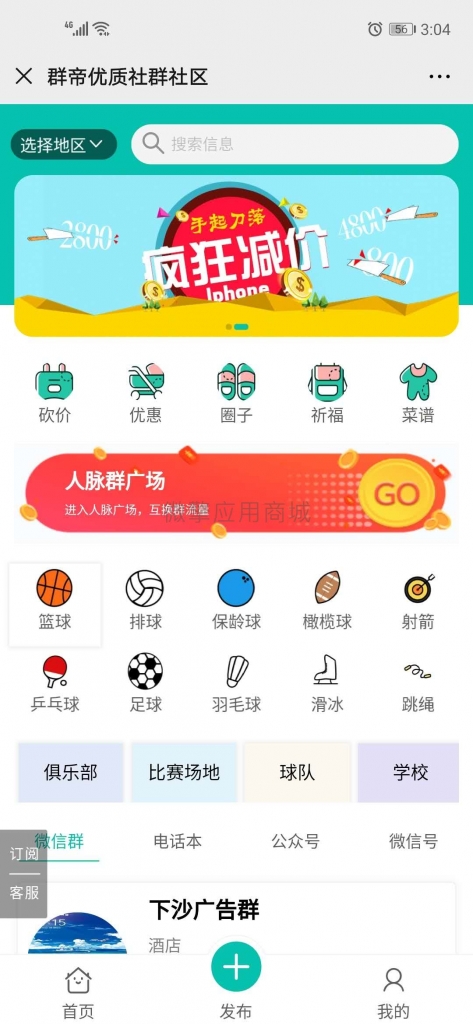 4G 56 3:04
群帝优质社群社区
选择地区 搜索信息
手起刀落
2800 疯狂减价 4800
800
Iphone
砍价 优惠 圈子 祈福 菜谱
人脉群广场
进入人脉广场，互换群流量
GO
微擎应用商城
篮球 排球 保龄球 橄榄球 射箭
乒乓球 足球 羽毛球 滑冰 跳绳
俱乐部 比赛场地 球队 学校
微信群 电话本 公众号 微信号
订阅
客服
下沙广告群
酒店
首页 发布 我的